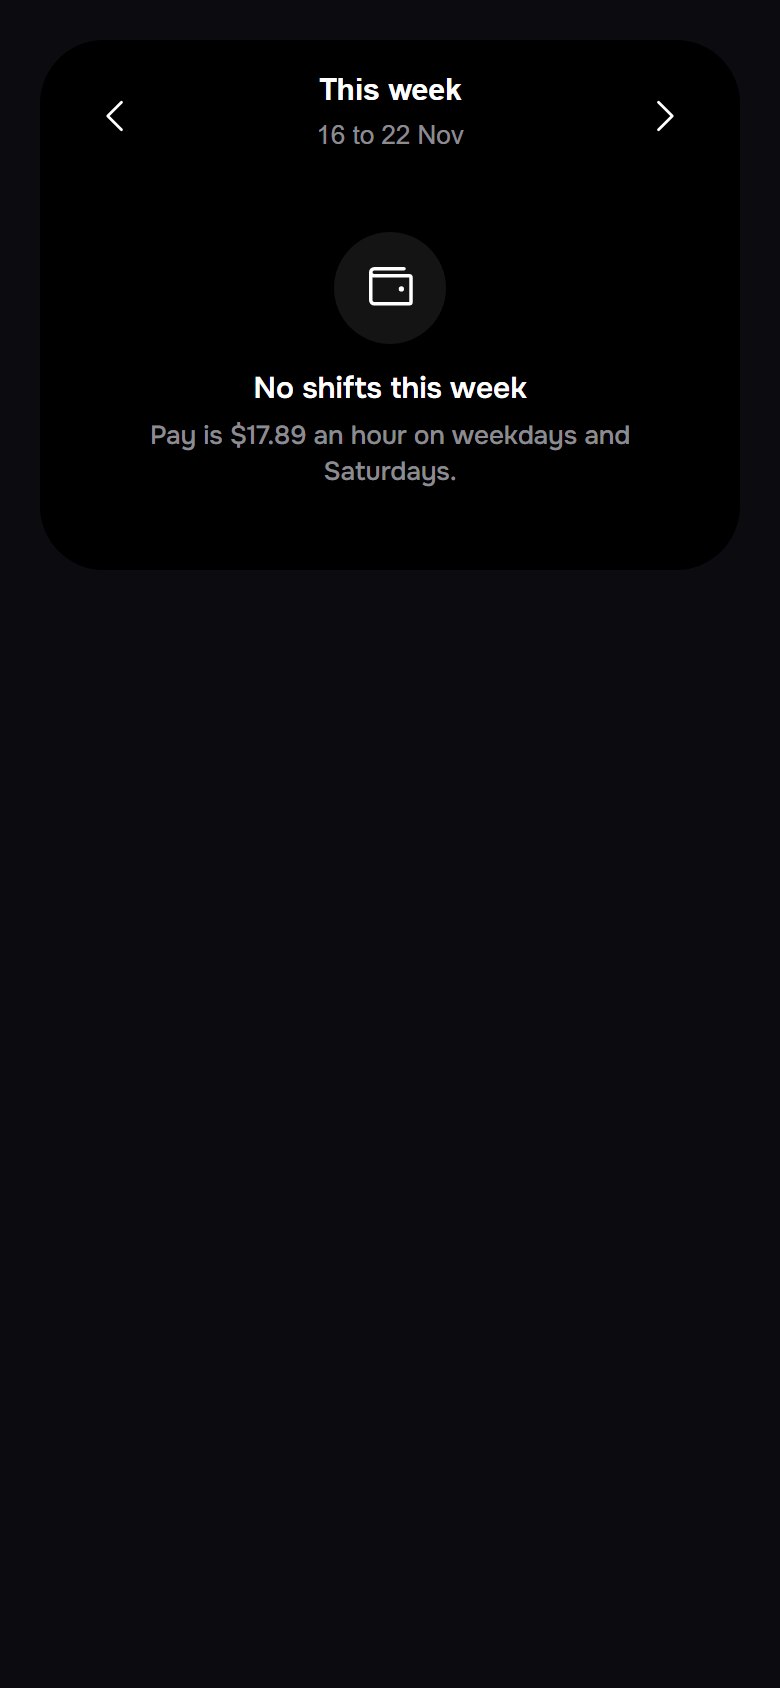 This week
16 to 22 Nov
No shifts this week
Pay is $17.89 an hour on weekdays and
Saturdays.